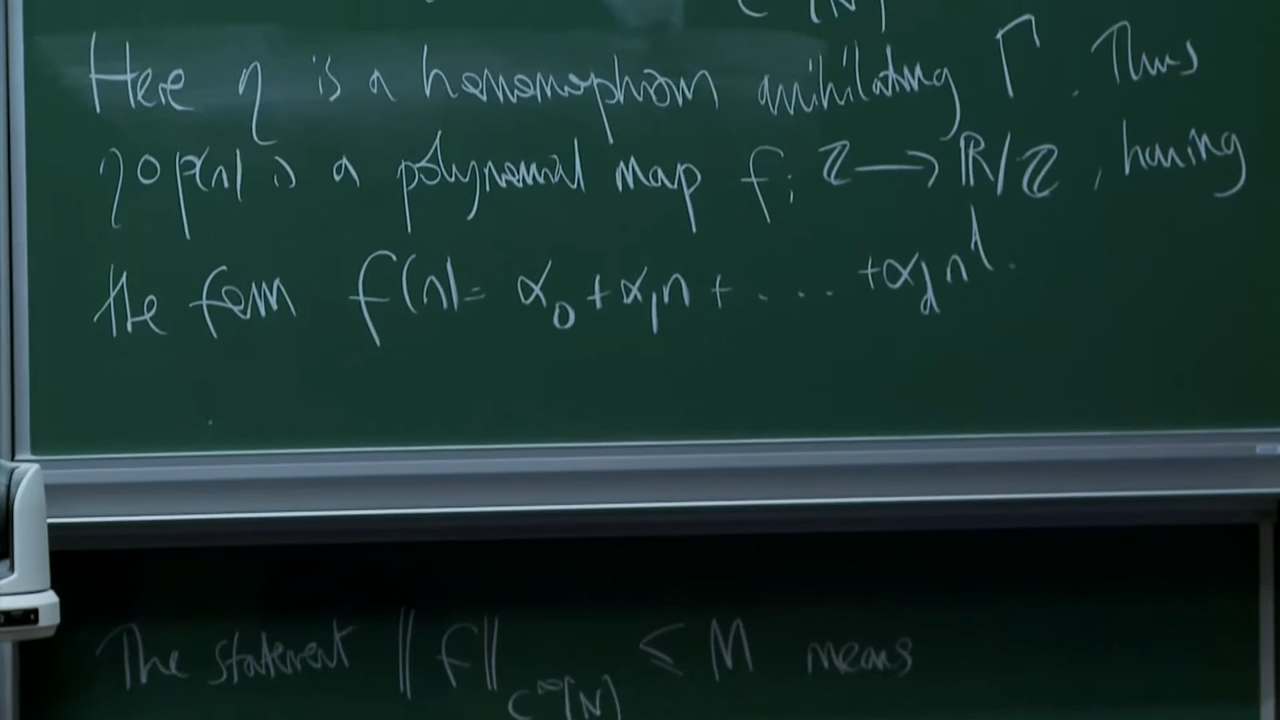 C^∞[N]
Here η is a homomorphism annihilating Γ. Thus
η∘p(n) is a polynomial map f: ℤ → ℝ/ℤ, having
the form f(n) = α₀ + α₁n + .... + α_d n^d.
The statement ‖f‖_{C^∞[N]} ≤ M means